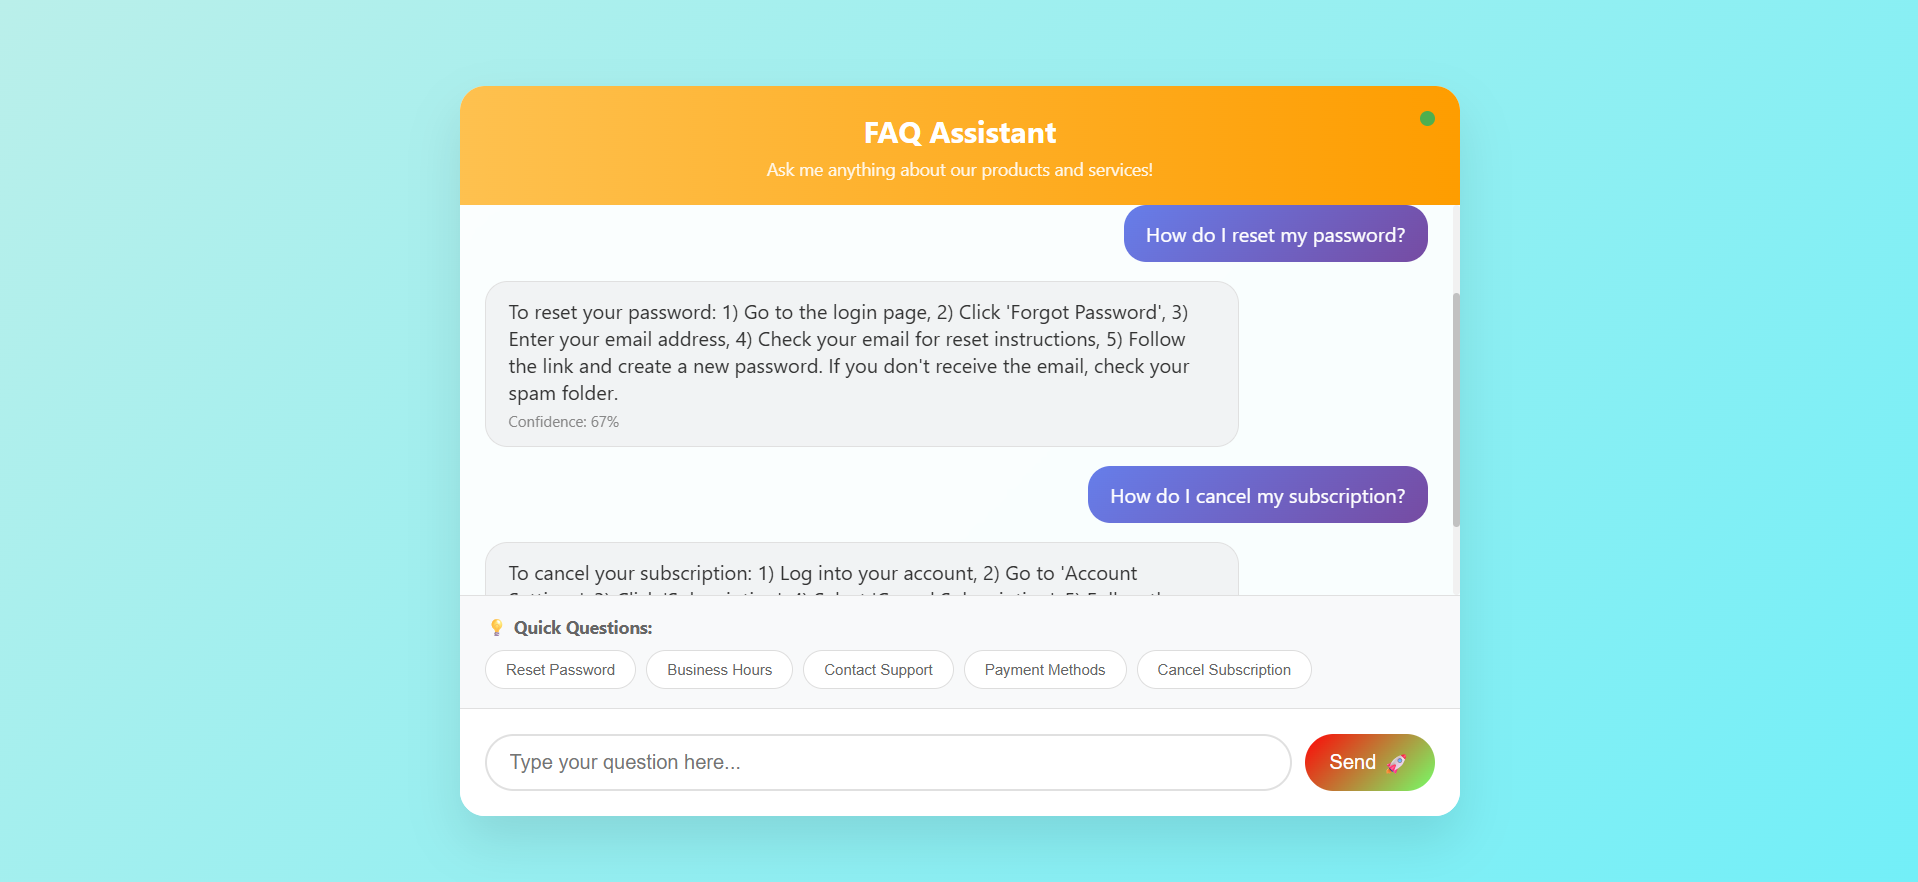 FAQ Assistant
Ask me anything about our products and services!
How do I reset my password?
To reset your password: 1) Go to the login page, 2) Click 'Forgot Password', 3)
Enter your email address, 4) Check your email for reset instructions, 5) Follow
the link and create a new password. If you don't receive the email, check your
spam folder.
Confidence: 67%
How do I cancel my subscription?
To cancel your subscription: 1) Log into your account, 2) Go to 'Account
Quick Questions:
Reset Password
Business Hours
Contact Support
Payment Methods
Cancel Subscription
Type your question here...
Send